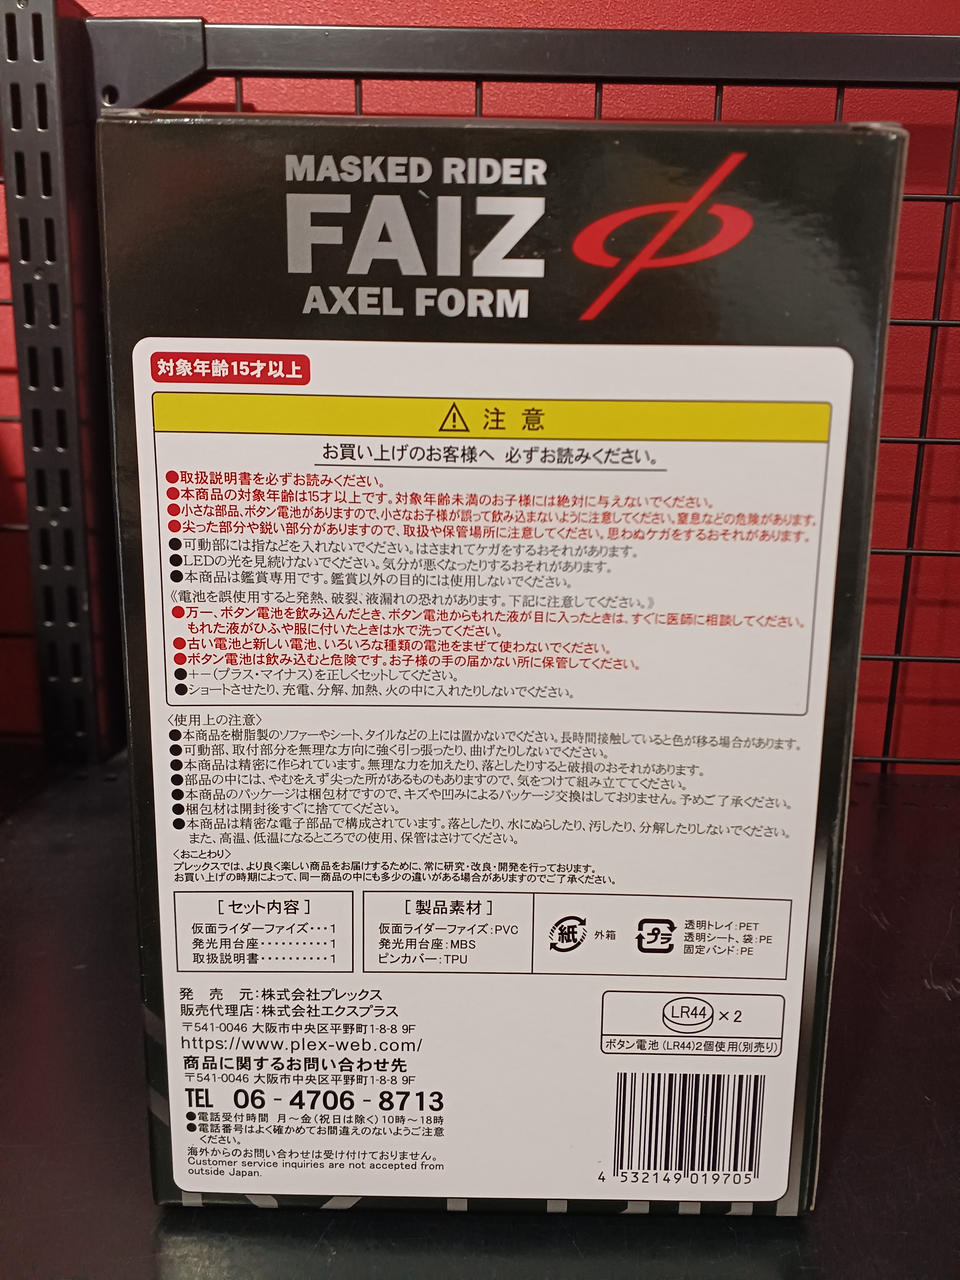 MASKED RIDER
FAIZ
AXEL FORM
対象年齢15才以上
注 意
お買い上げのお客様へ 必ずお読みください。
●取扱説明書を必ずお読みください。
●本商品の対象年齢は15才以上です。対象年齢未満のお子様には絶対に与えないでください。
●小さな部品、ボタン電池がありますので、小さなお子様が誤って飲み込まないように注意してください。窒息などの危険があります。
●尖った部分や鋭い部分がありますので、取扱や保管場所に注意してください。思わぬケガをするおそれがあります。
●可動部には指などを入れないでください。はさまれてケガをするおそれがあります。
●LEDの光を見続けないでください。気分が悪くなったりするおそれがあります。
●本商品は鑑賞専用です。鑑賞以外の目的には使用しないでください。
《電池を誤使用すると発熱、破裂、液漏れの恐れがあります。下記に注意してください。》
●万一、ボタン電池を飲み込んだとき、ボタン電池からもれた液が目に入ったときは、すぐに医師に相談してください。
もれた液がひふや服に付いたときは水で洗ってください。
●古い電池と新しい電池、いろいろな種類の電池をまぜて使わないでください。
●ボタン電池は飲み込むと危険です。お子様の手の届かない所に保管してください。
●+−(プラス・マイナス)を正しくセットしてください。
●ショートさせたり、充電、分解、加熱、火の中に入れたりしないでください。
〈使用上の注意〉
●本商品を樹脂製のソファーやシート、タイルなどの上には置かないでください。長時間接触していると色が移る場合があります。
●可動部、取付部分を無理な方向に強く引っ張ったり、曲げたりしないでください。
●本商品は精密に作られています。無理な力を加えたり、落としたりすると破損のおそれがあります。
●部品の中には、やむをえず尖った所があるものもありますので、気をつけて組み立ててください。
●本商品のパッケージは梱包材ですので、キズや凹みによるパッケージ交換はしておりません。予めご了承ください。
●梱包材は開封後すぐに捨ててください。
●本商品は精密な電子部品で構成されています。落としたり、水にぬらしたり、汚したり、分解したりしないでください。
また、高温、低温になるところでの使用、保管はさけてください。
〈おことわり〉
プレックスでは、より良く楽しい商品をお届けするために、常に研究・改良・開発を行っております。
お買い上げの時期によって、同一商品の中にも多少の違いがある場合がありますのでご了承ください。
[ セット内容 ]
仮面ライダーファイズ・・・1
発光用台座・・・・・・・・・・1
取扱説明書・・・・・・・・・・1
[ 製品素材 ]
仮面ライダーファイズ:PVC
発光用台座:MBS
ピンカバー:TPU
紙 外箱
プラ
透明トレイ:PET
透明シート、袋:PE
固定バンド:PE
発 売 元:株式会社プレックス
販売代理店:株式会社エクスプラス
〒541-0046 大阪市中央区平野町1-8-8 9F
https://www.plex-web.com/
商品に関するお問い合わせ先
〒541-0046 大阪市中央区平野町1-8-8 9F
TEL 06-4706-8713
●電話受付時間 月〜金(祝日は除く)10時〜18時
●電話番号はよく確かめてお間違えのないようご注意
ください。
海外からのお問い合わせは受け付けておりません。
Customer service inquiries are not accepted from
outside Japan.
LR44 ×2
ボタン電池(LR44)2個使用(別売り)
4 532149 019705